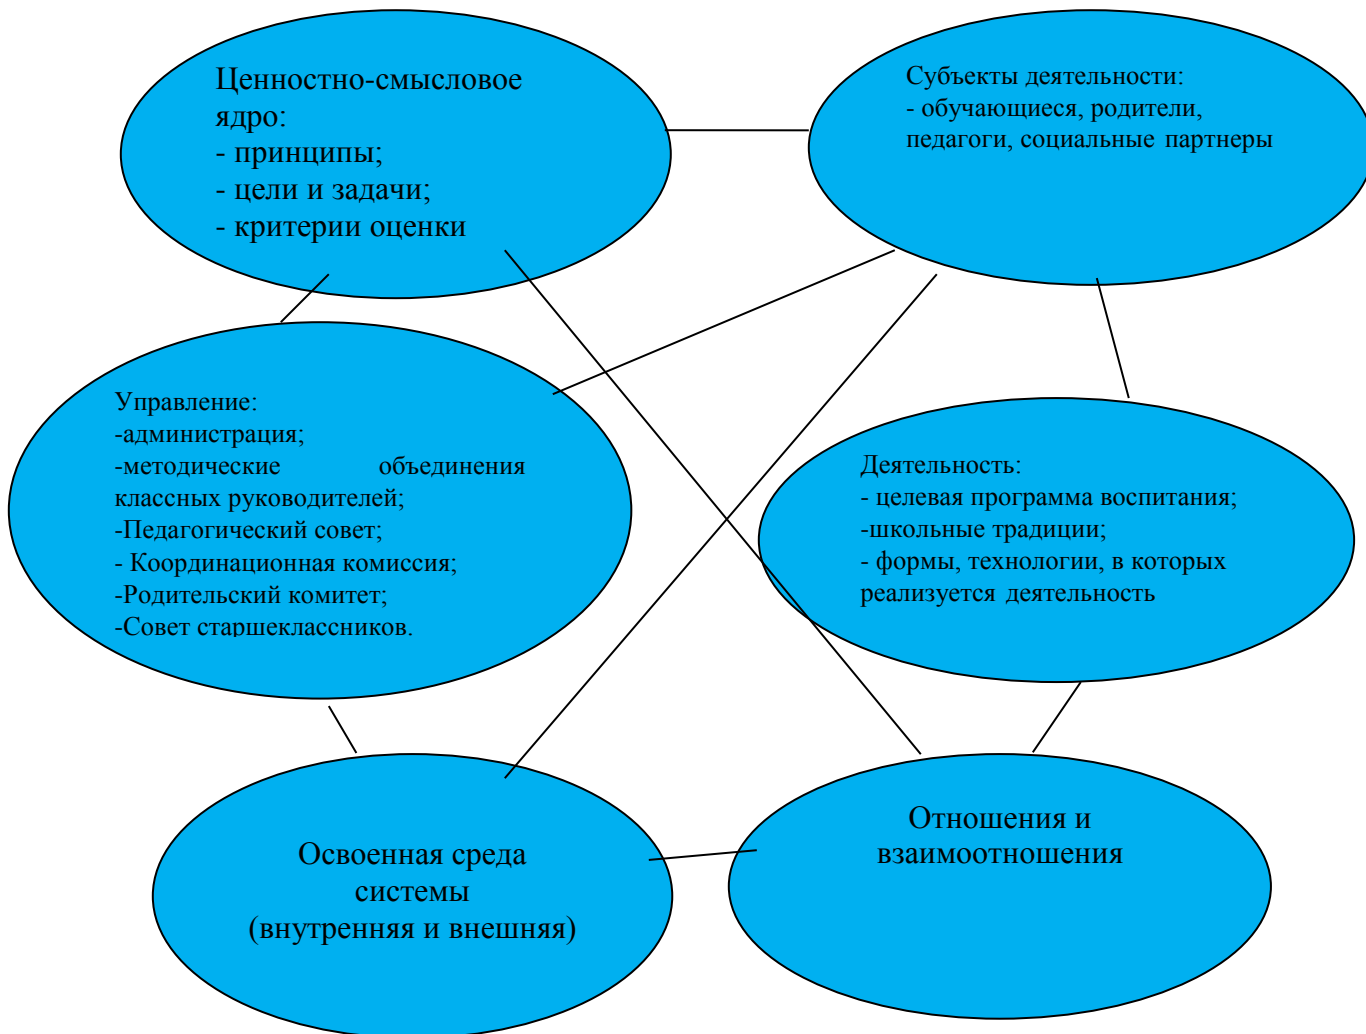 Ценностно-смысловое
ядро:
- принципы;
- цели и задачи;
- критерии оценки
Субъекты деятельности:
- обучающиеся, родители,
педагоги, социальные партнеры
Управление:
-администрация;
-методические объединения
классных руководителей;
-Педагогический совет;
- Координационная комиссия;
-Родительский комитет;
-Совет старшеклассников.
Деятельность:
- целевая программа воспитания;
-школьные традиции;
- формы, технологии, в которых
реализуется деятельность
Освоенная среда
системы
(внутренняя и внешняя)
Отношения и
взаимоотношения